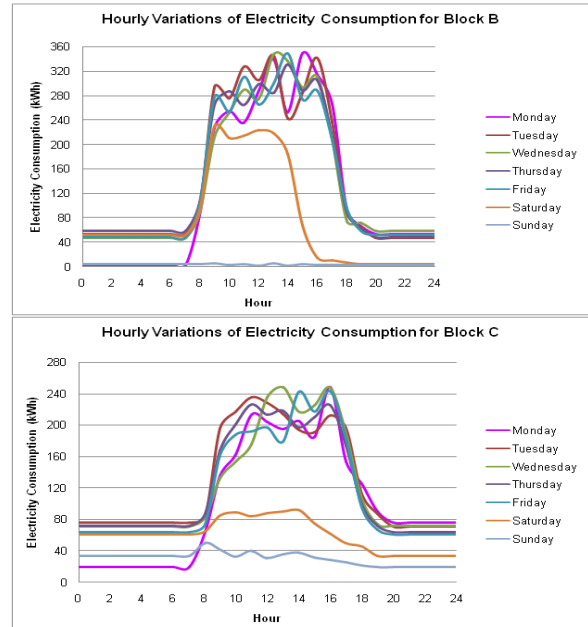 Hourly Variations of Electricity Consumption for Block B
Electricity Consumption (kWh)
360
320
280
240
200
160
120
80
40
0
0 2 4 6 8 10 12 14 16 18 20 22 24
Hour
Monday
Tuesday
Wednesday
Thursday
Friday
Saturday
Sunday
Hourly Variations of Electricity Consumption for Block C
Electricity Consumption (kWh)
280
240
200
160
120
80
40
0
0 2 4 6 8 10 12 14 16 18 20 22 24
Hour
Monday
Tuesday
Wednesday
Thursday
Friday
Saturday
Sunday